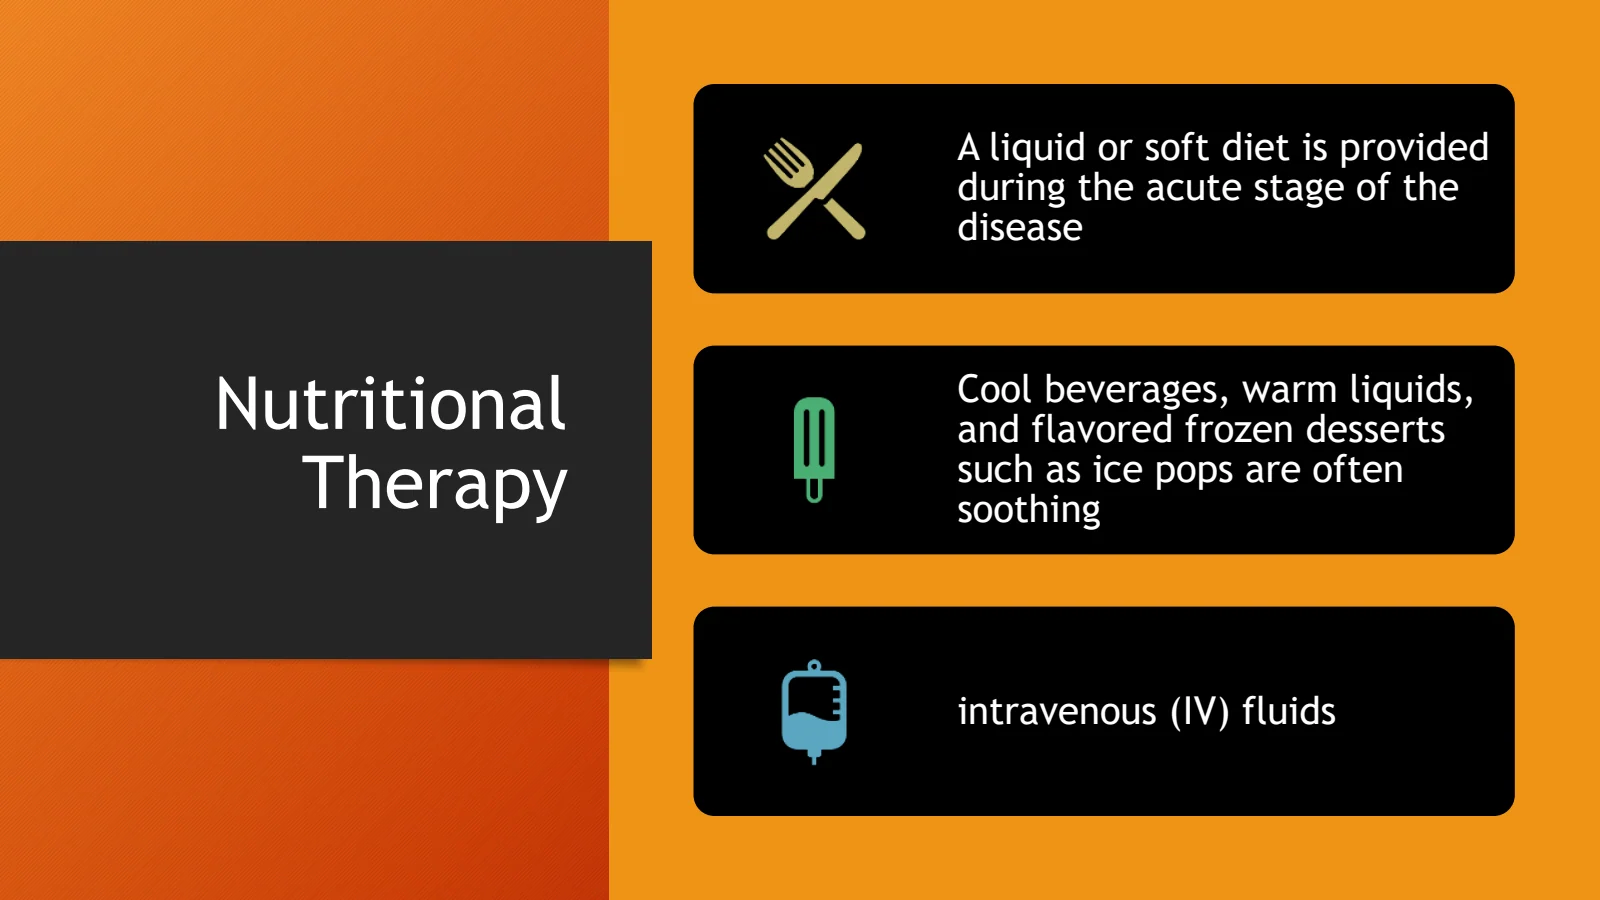 Nutritional
Therapy
A liquid or soft diet is provided
during the acute stage of the
disease
Cool beverages, warm liquids,
and flavored frozen desserts
such as ice pops are often
soothing
intravenous (IV) fluids